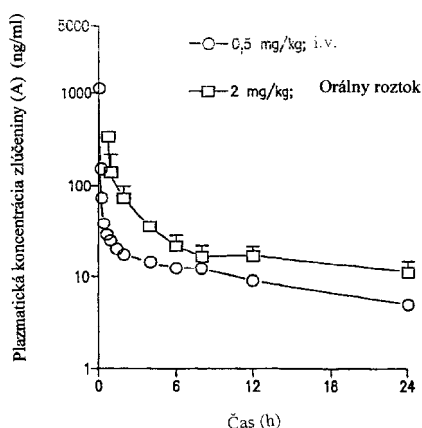 Plazmatická koncentrácia zlúčeniny (A) (ng/ml)
5000
1000
100
10
1
0,5 mg/kg; i.v.
2 mg/kg; Orálny roztok
0
6
12
18
24
Čas (h)